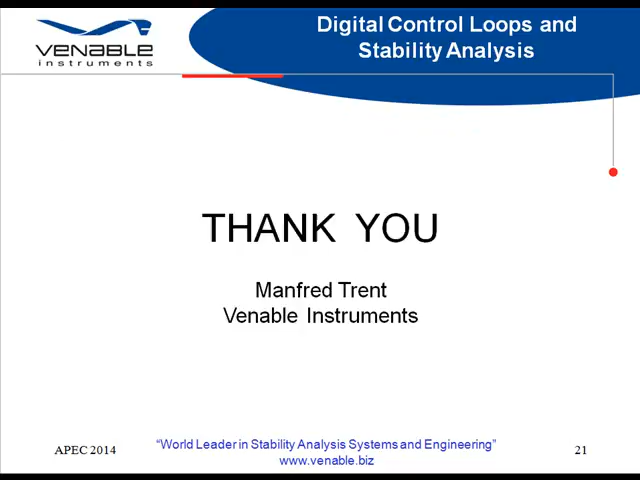 VENABLE
instruments
Digital Control Loops and
Stability Analysis
THANK YOU
Manfred Trent
Venable Instruments
APEC 2014
“World Leader in Stability Analysis Systems and Engineering”
www.venable.biz
21